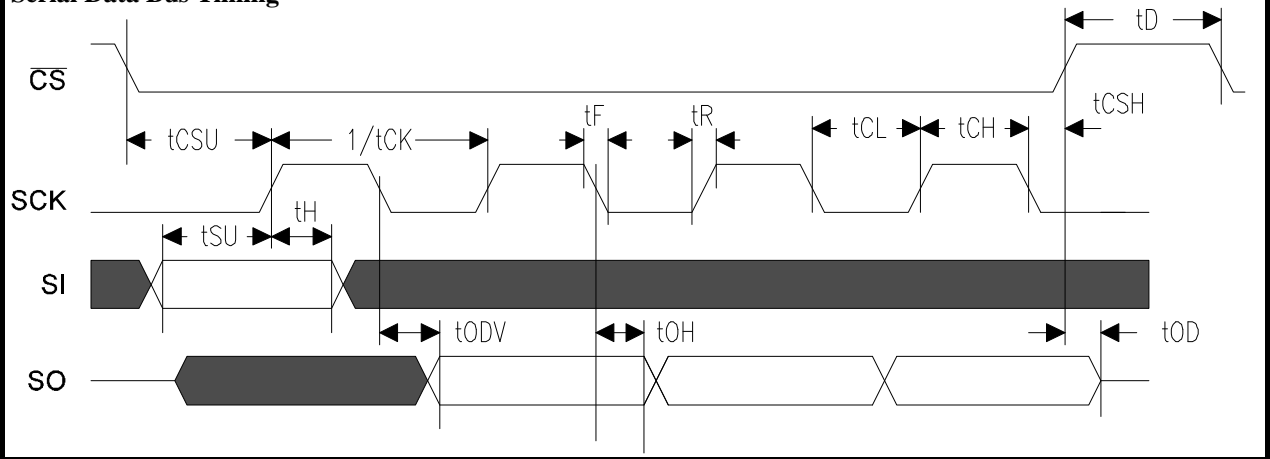 Serial Data Bus Timing
tD
CS
tCSH
tF
tR
tCSU
1/tCK
tCL
tCH
SCK
tH
tSU
SI
tODV
tOH
tOD
SO